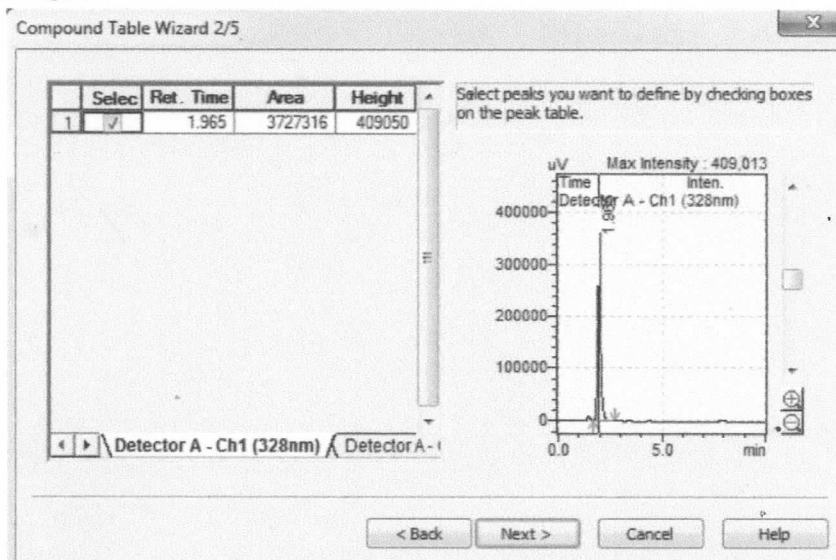 Compound Table Wizard 2/5
Selec Ret. Time Area Height
1 1.965 3727316 409050
Select peaks you want to define by checking boxes
on the peak table.
uV Max Intensity : 409,013
Time Inten.
Detector A - Ch1 (328nm)
400000
300000
200000
100000
0
0.0 5.0 min
Detector A - Ch1 (328nm) Detector A -
< Back Next > Cancel Help